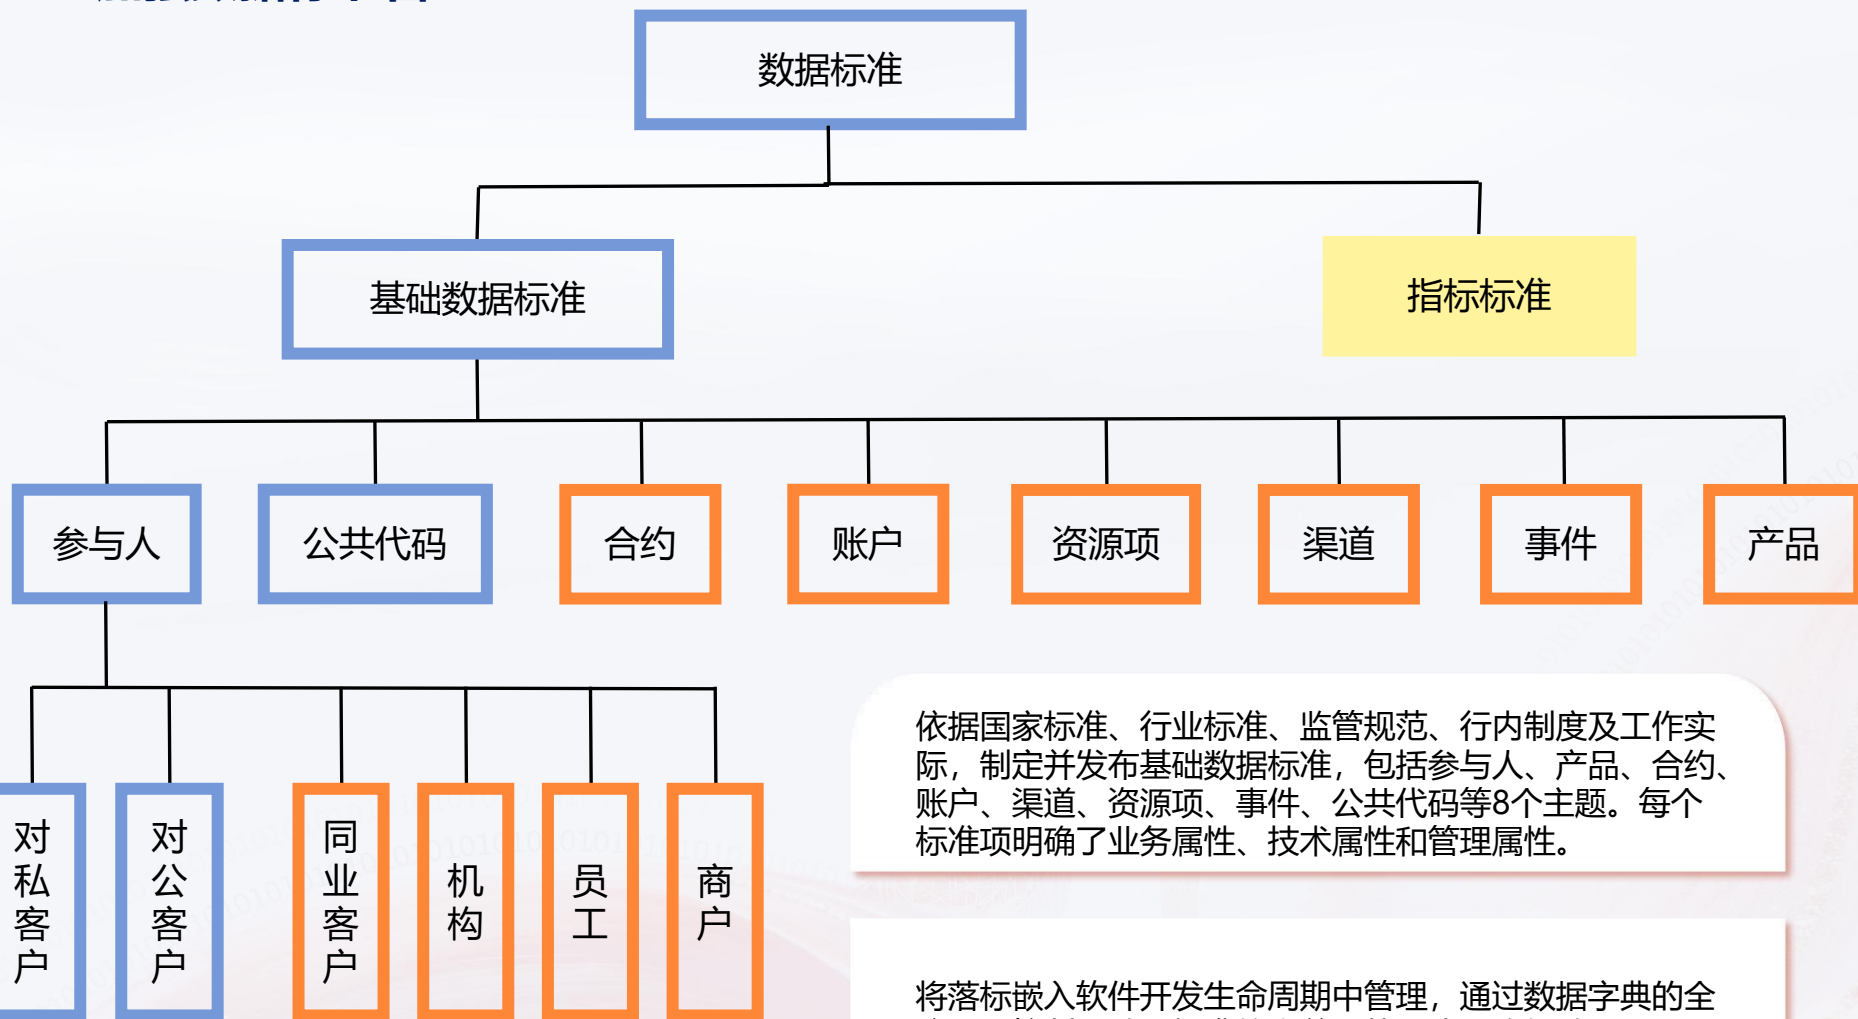 数据标准
基础数据标准
指标标准
参与人
公共代码
合约
账户
资源项
渠道
事件
产品
对私客户
对公客户
同业客户
机构
员工
商户
依据国家标准、行业标准、监管规范、行内制度及工作实
际，制定并发布基础数据标准，包括参与人、产品、合约、
账户、渠道、资源项、事件、公共代码等8个主题。每个
标准项明确了业务属性、技术属性和管理属性。
将落标嵌入软件开发生命周期中管理，通过数据字典的全